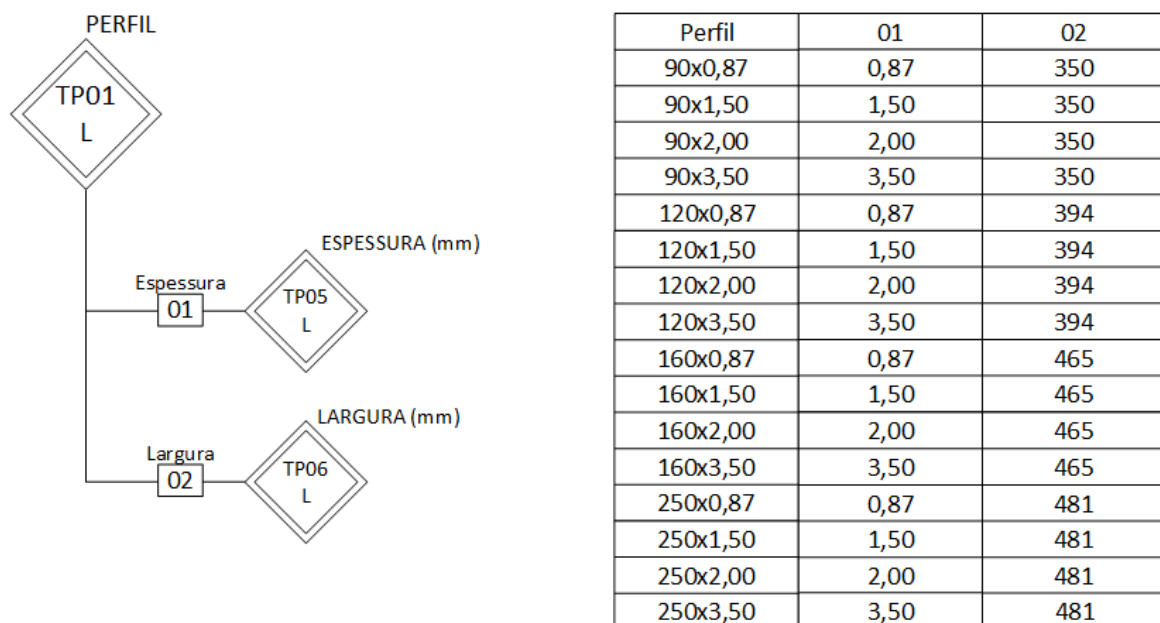 PERFIL
TP01
L
ESPESSURA (mm)
Espessura
01
TP05
L
LARGURA (mm)
Largura
02
TP06
L
Perfil 01 02
90x0,87 0,87 350
90x1,50 1,50 350
90x2,00 2,00 350
90x3,50 3,50 350
120x0,87 0,87 394
120x1,50 1,50 394
120x2,00 2,00 394
120x3,50 3,50 394
160x0,87 0,87 465
160x1,50 1,50 465
160x2,00 2,00 465
160x3,50 3,50 465
250x0,87 0,87 481
250x1,50 1,50 481
250x2,00 2,00 481
250x3,50 3,50 481